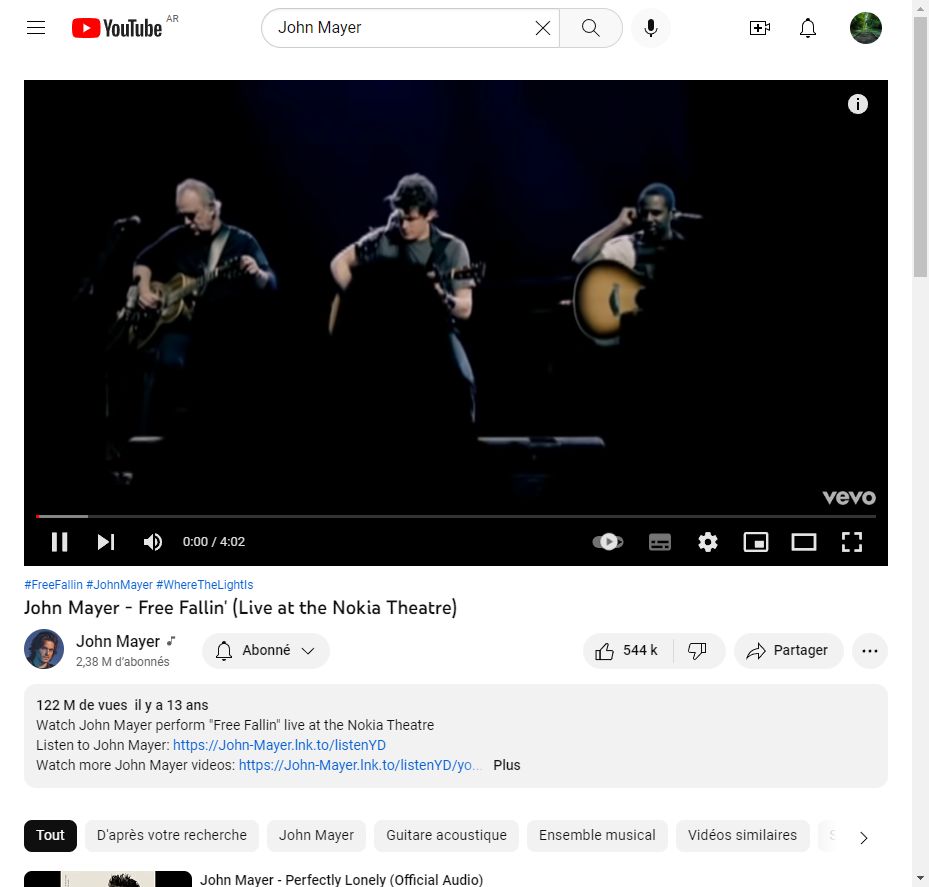 YouTube AR
John Mayer
i
vevo
0:00 / 4:02
#FreeFallin #JohnMayer #WhereTheLightIs
John Mayer - Free Fallin' (Live at the Nokia Theatre)
John Mayer
2,38 M d'abonnés
Abonné
544 k
Partager
122 M de vues il y a 13 ans
Watch John Mayer perform "Free Fallin" live at the Nokia Theatre
Listen to John Mayer: https://John-Mayer.lnk.to/listenYD
Watch more John Mayer videos: https://John-Mayer.lnk.to/listenYD/yo... Plus
Tout D'après votre recherche John Mayer Guitare acoustique Ensemble musical Vidéos similaires
John Mayer - Perfectly Lonely (Official Audio)